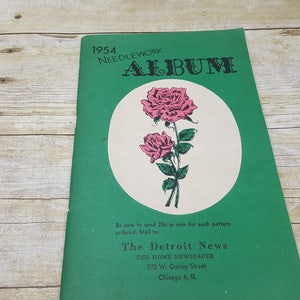 1954
NEEDLEWORK
ALBUM
Be sure to send 25c in coin for each pattern
ordered. Mail to:
The Detroit News
THE HOME NEWSPAPER
272 W. Quincy Street
Chicago 6, Ill.